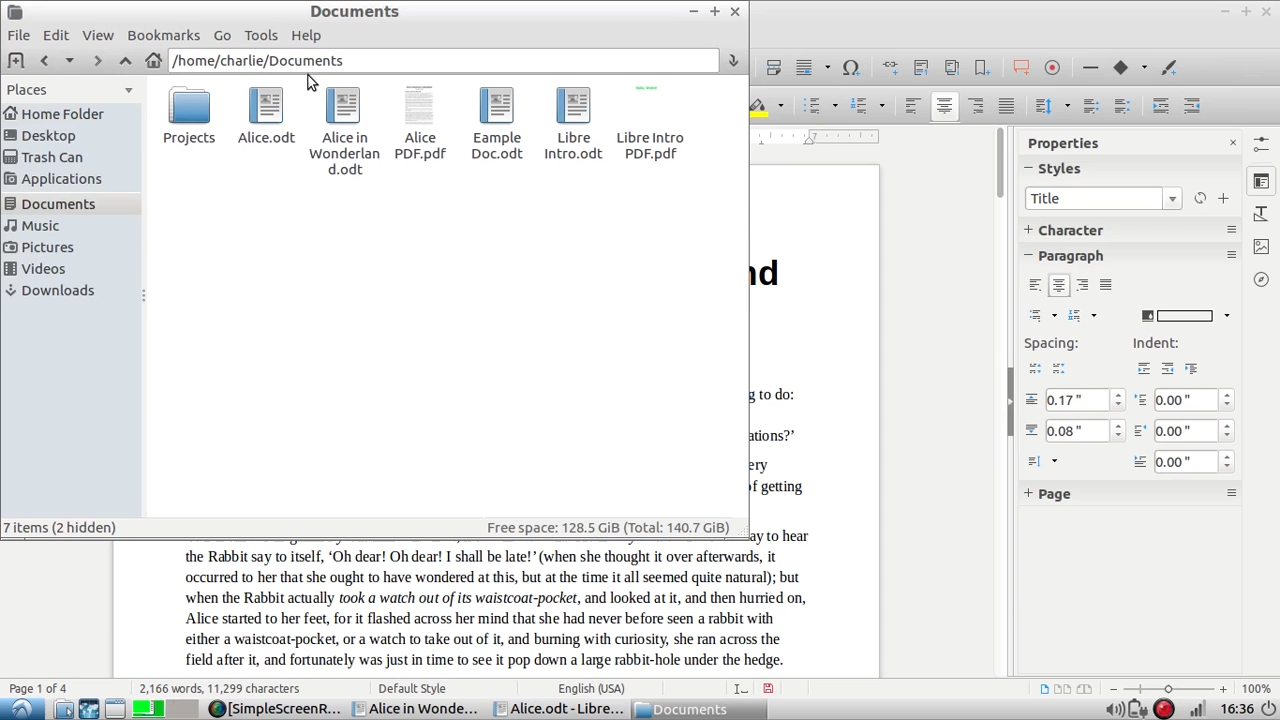 Documents
File Edit View Bookmarks Go Tools Help
/home/charlie/Documents
Places
Home Folder
Desktop
Trash Can
Applications
Documents
Music
Pictures
Videos
Downloads
Projects
Alice.odt
Alice in
Wonderlan
d.odt
Alice
PDF.pdf
Eample
Doc.odt
Libre
Intro.odt
Libre Intro
PDF.pdf
7 items (2 hidden)
Free space: 128.5 GiB (Total: 140.7 GiB)
7
nd
g to do:
ations?’
ery
of getting
ay to hear
the Rabbit say to itself, ‘Oh dear! Oh dear! I shall be late!’ (when she thought it over afterwards, it
occurred to her that she ought to have wondered at this, but at the time it all seemed quite natural); but
when the Rabbit actually took a watch out of its waistcoat-pocket, and looked at it, and then hurried on,
Alice started to her feet, for it flashed across her mind that she had never before seen a rabbit with
either a waistcoat-pocket, or a watch to take out of it, and burning with curiosity, she ran across the
field after it, and fortunately was just in time to see it pop down a large rabbit-hole under the hedge.
Properties
Styles
Title
Character
Paragraph
Spacing: Indent:
0.17 " 0.00 "
0.08 " 0.00 "
0.00 "
Page
Page 1 of 4 2,166 words, 11,299 characters Default Style English (USA) 100%
[SimpleScreenR... Alice in Wonde... Alice.odt - Libre... Documents 16:36